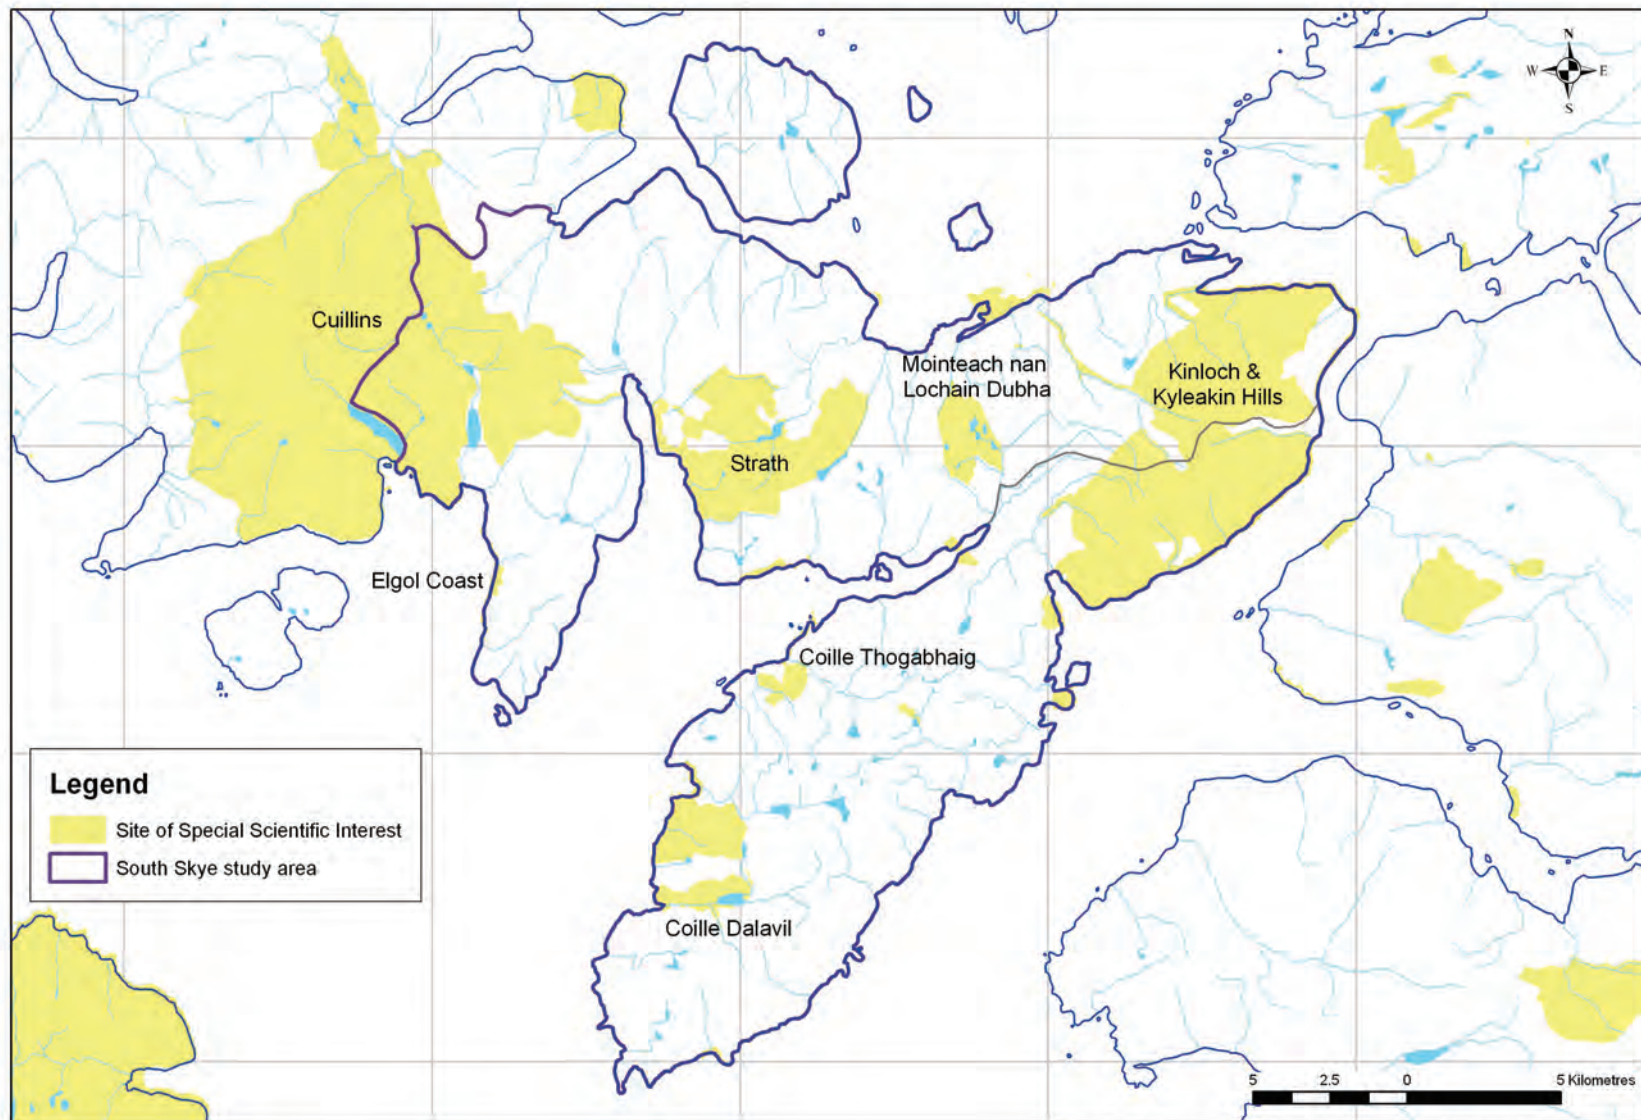 N
W E
S
Cuillins
Mointeach nan
Lochain Dubha
Kinloch &
Kyleakin Hills
Strath
Elgol Coast
Coille Thogabhaig
Legend
Site of Special Scientific Interest
South Skye study area
Coille Dalavil
5 2.5 0 5 Kilometres